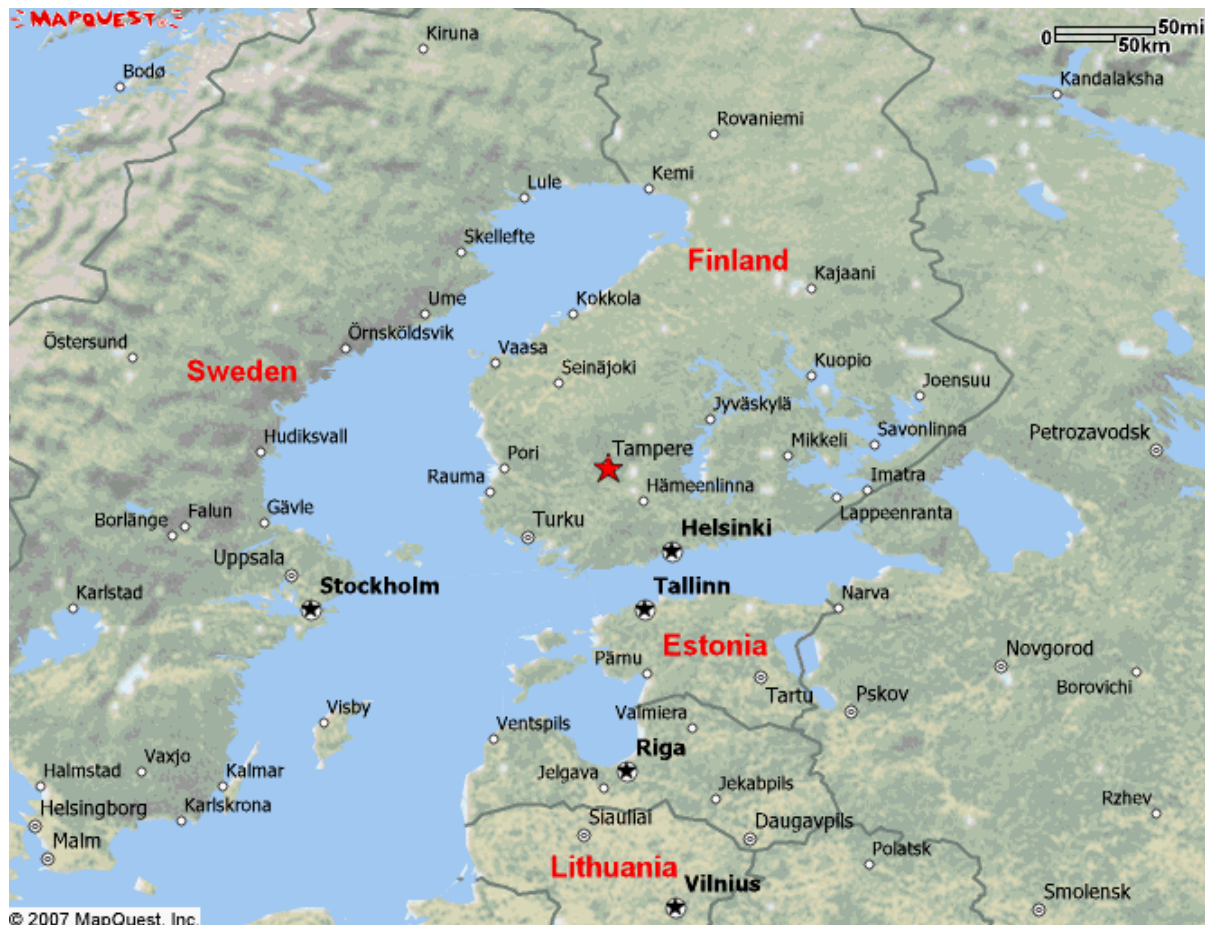 MAPQUEST
50mi
0
50km
Kiruna
Bodø
Kandalaksha
Rovaniemi
Lule
Kemi
Skellefte
Finland
Kajaani
Ume
Kokkola
Örnsköldsvik
Östersund
Vaasa
Seinäjoki
Kuopio
Sweden
Joensuu
Jyväskylä
Hudiksvall
Mikkeli
Savonlinna
Petrozavodsk
Pori
Tampere
Rauma
Imatra
Hämeenlinna
Gävle
Falun
Borlänge
Lappeenranta
Turku
Helsinki
Uppsala
Stockholm
Tallinn
Karlstad
Narva
Estonia
Novgorod
Pärnu
Tartu
Pskov
Borovichi
Visby
Ventspils
Valmiera
Riga
Halmstad
Vaxjo
Kalmar
Jelgava
Jekabpils
Helsingborg
Karlskrona
Rzhev
Siauliai
Daugavpils
Malm
Polatsk
Lithuania
Vilnius
Smolensk
© 2007 MapQuest, Inc.